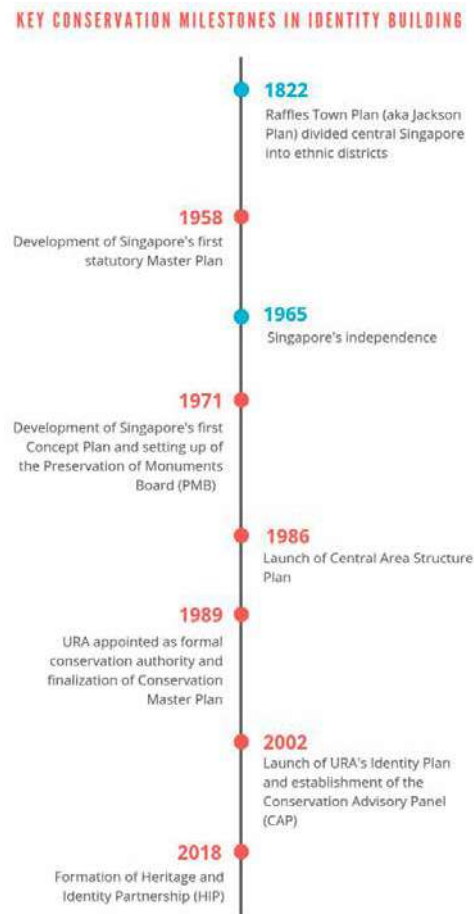 KEY CONSERVATION MILESTONES IN IDENTITY BUILDING
1822
Raffles Town Plan (aka Jackson
Plan) divided central Singapore
into ethnic districts
1958
Development of Singapore's first
statutory Master Plan
1965
Singapore's independence
1971
Development of Singapore's first
Concept Plan and setting up of
the Preservation of Monuments
Board (PMB)
1986
Launch of Central Area Structure
Plan
1989
URA appointed as formal
conservation authority and
finalization of Conservation
Master Plan
2002
Launch of URA's Identity Plan
and establishment of the
Conservation Advisory Panel
(CAP)
2018
Formation of Heritage and
Identity Partnership (HIP)